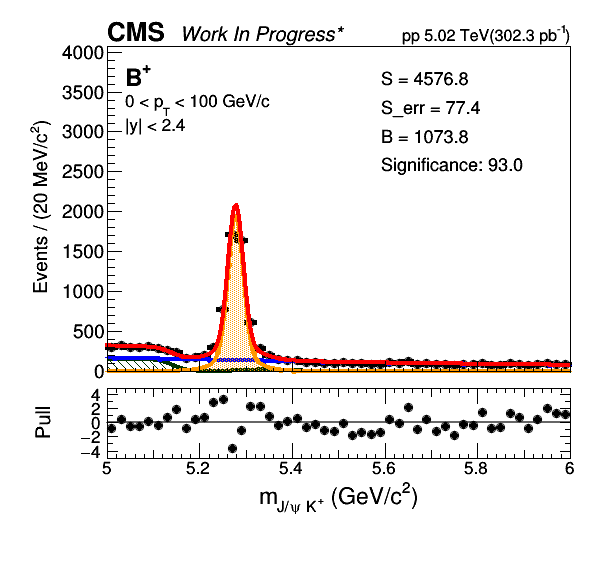 CMS Work In Progress* pp 5.02 TeV(302.3 pb⁻¹)
B⁺
0 < p_T < 100 GeV/c
|y| < 2.4
S = 4576.8
S_err = 77.4
B = 1073.8
Significance: 93.0
Events / (20 MeV/c²)
4000
3500
3000
2500
2000
1500
1000
500
0
Pull
4
2
0
−2
−4
5 5.2 5.4 5.6 5.8 6
m_{J/ψ K⁺} (GeV/c²)